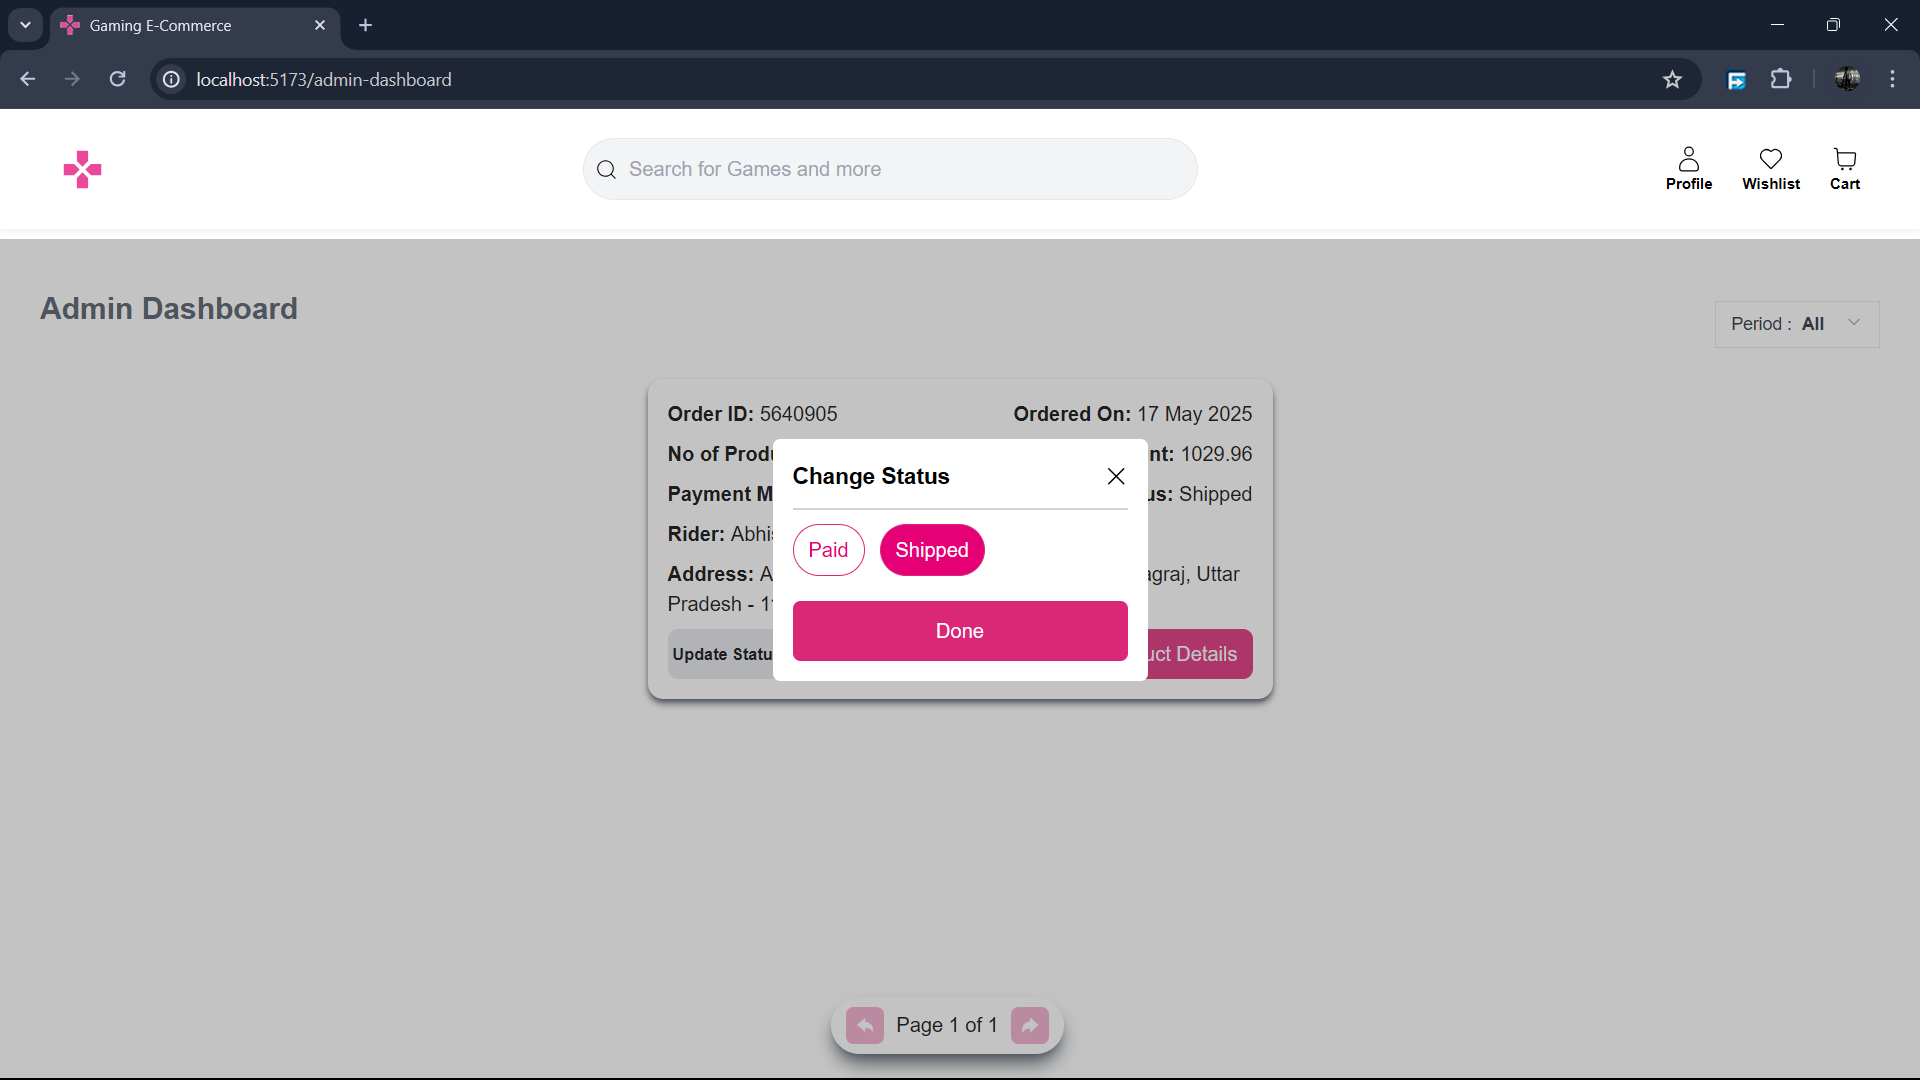 Gaming E-Commerce
localhost:5173/admin-dashboard
Search for Games and more
Profile
Wishlist
Cart
Admin Dashboard
Period : All
Order ID: 5640905
Ordered On: 17 May 2025
No of Produ
nt: 1029.96
Payment M
us: Shipped
Rider: Abhi
Address: A
agraj, Uttar
Pradesh - 1
Update Statu
uct Details
Change Status
Paid
Shipped
Done
Page 1 of 1